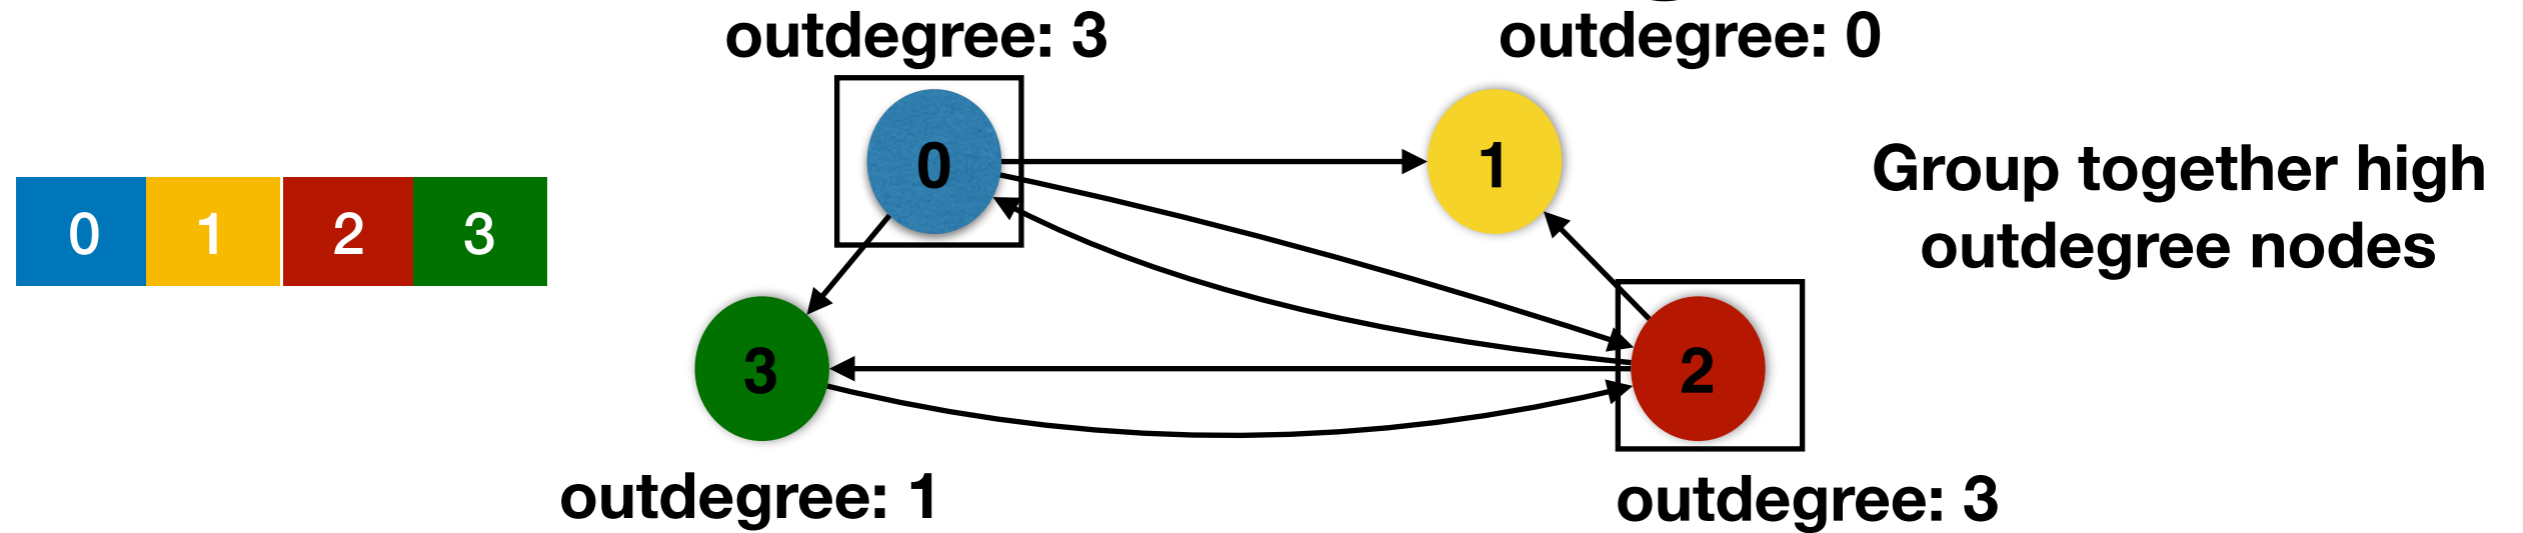 outdegree: 3
outdegree: 0
0
1
Group together high
outdegree nodes
0 1 2 3
3
2
outdegree: 1
outdegree: 3